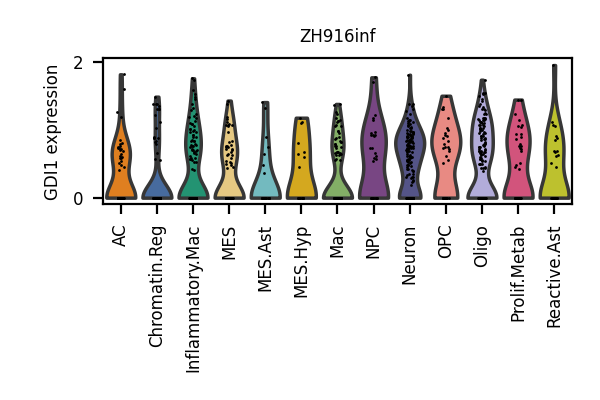 ZH916inf
GDI1 expression
2
0
AC
Chromatin.Reg
Inflammatory.Mac
MES
MES.Ast
MES.Hyp
Mac
NPC
Neuron
OPC
Oligo
Prolif.Metab
Reactive.Ast